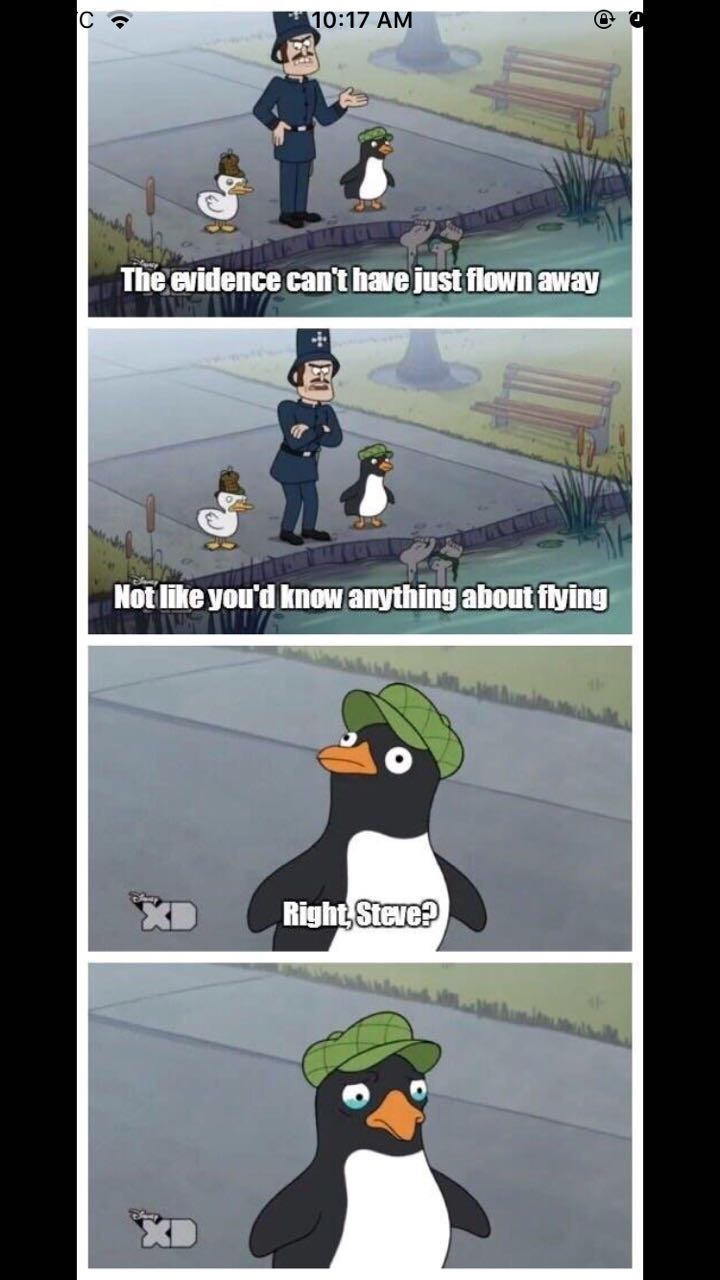 C 10:17 AM
The evidence can't have just flown away
Not like you'd know anything about flying
Disney
XD
Right, Steve?
Disney
XD